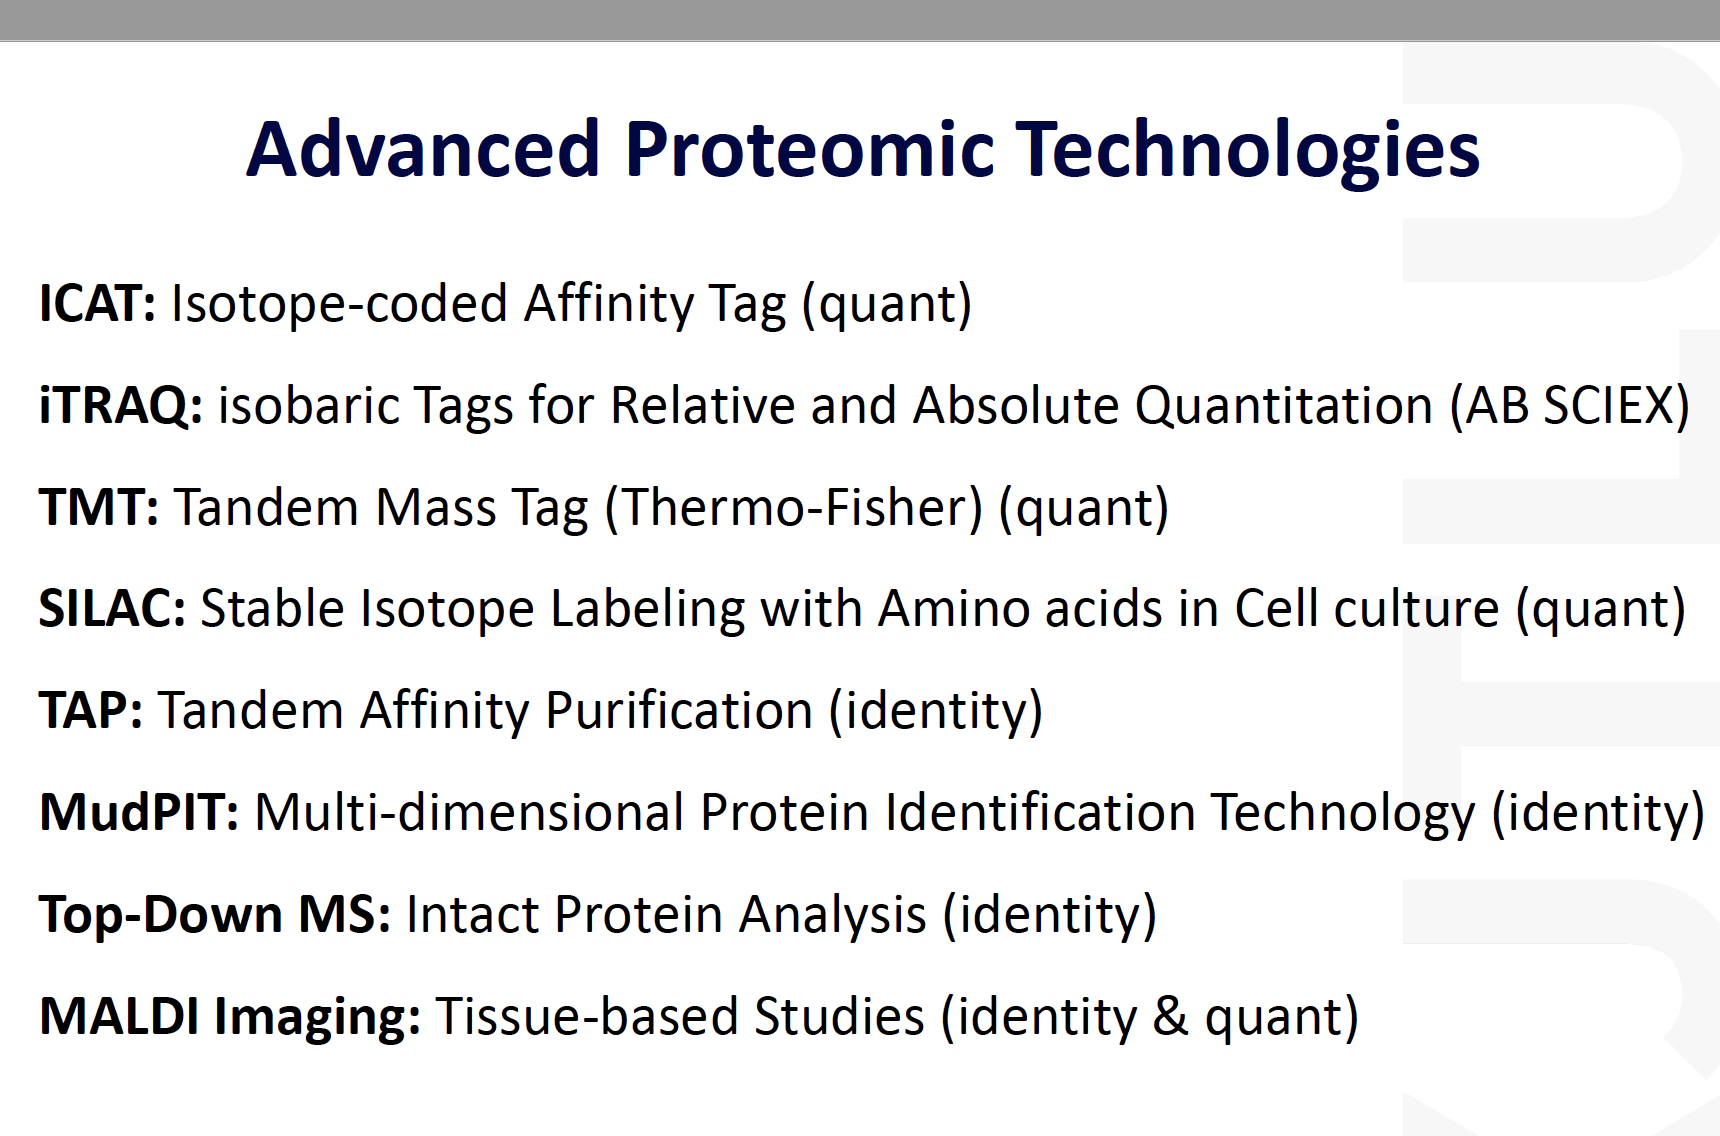 Advanced Proteomic Technologies
ICAT: Isotope-coded Affinity Tag (quant)
iTRAQ: isobaric Tags for Relative and Absolute Quantitation (AB SCIEX)
TMT: Tandem Mass Tag (Thermo-Fisher) (quant)
SILAC: Stable Isotope Labeling with Amino acids in Cell culture (quant)
TAP: Tandem Affinity Purification (identity)
MudPIT: Multi-dimensional Protein Identification Technology (identity)
Top-Down MS: Intact Protein Analysis (identity)
MALDI Imaging: Tissue-based Studies (identity & quant)